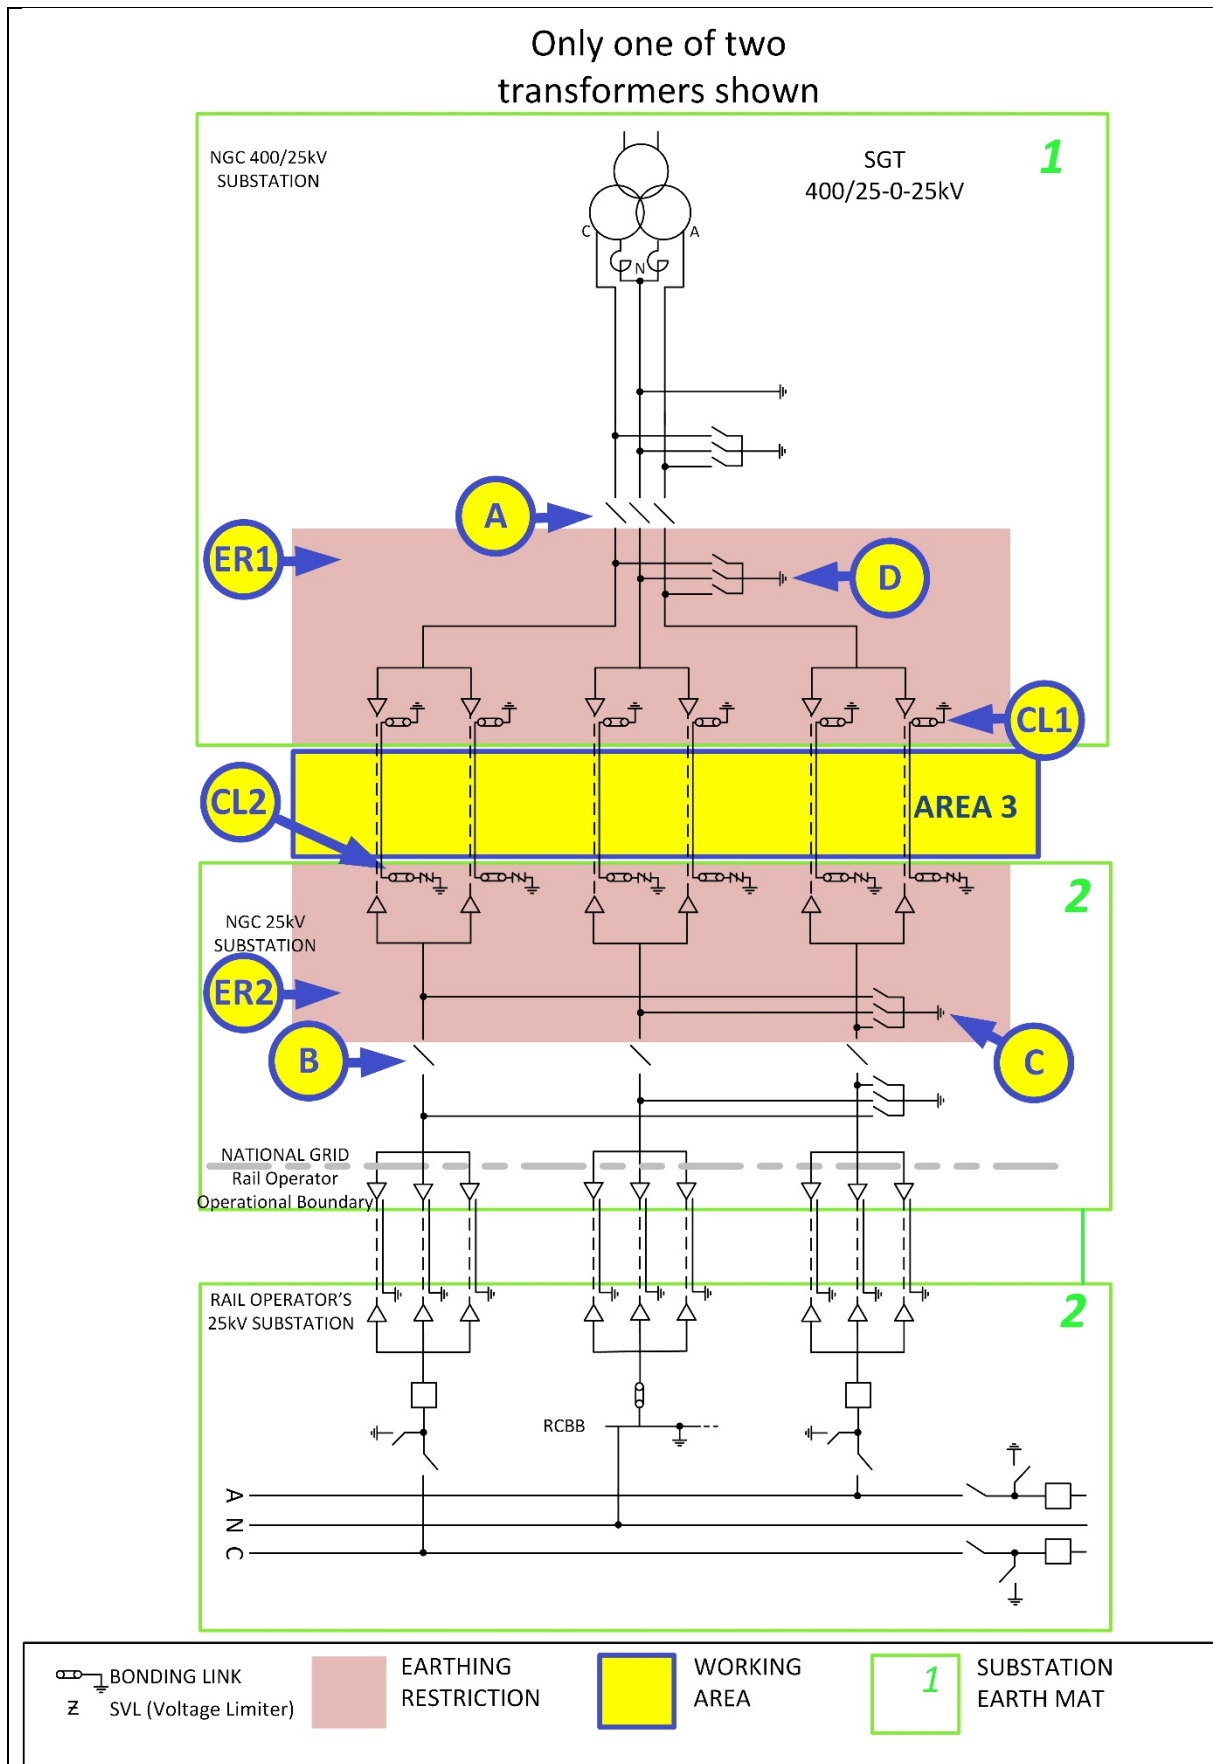 Only one of two
transformers shown
NGC 400/25kV
SUBSTATION
SGT
400/25-0-25kV
1
C
A
N
A
ER1
D
CL1
CL2
AREA 3
2
NGC 25kV
SUBSTATION
ER2
B
C
NATIONAL GRID
Rail Operator
Operational Boundary
RAIL OPERATOR'S
25kV SUBSTATION
2
RCBB
A
N
C
BONDING LINK
SVL (Voltage Limiter)
EARTHING
RESTRICTION
WORKING
AREA
1
SUBSTATION
EARTH MAT